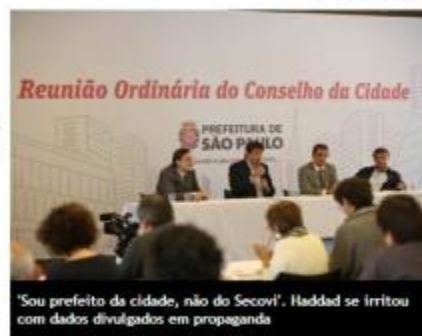 Reunião Ordinária do Conselho da Cidade
PREFEITURA DE
SÃO PAULO
'Sou prefeito da cidade, não do Secovi'. Haddad se irritou
com dados divulgados em propaganda